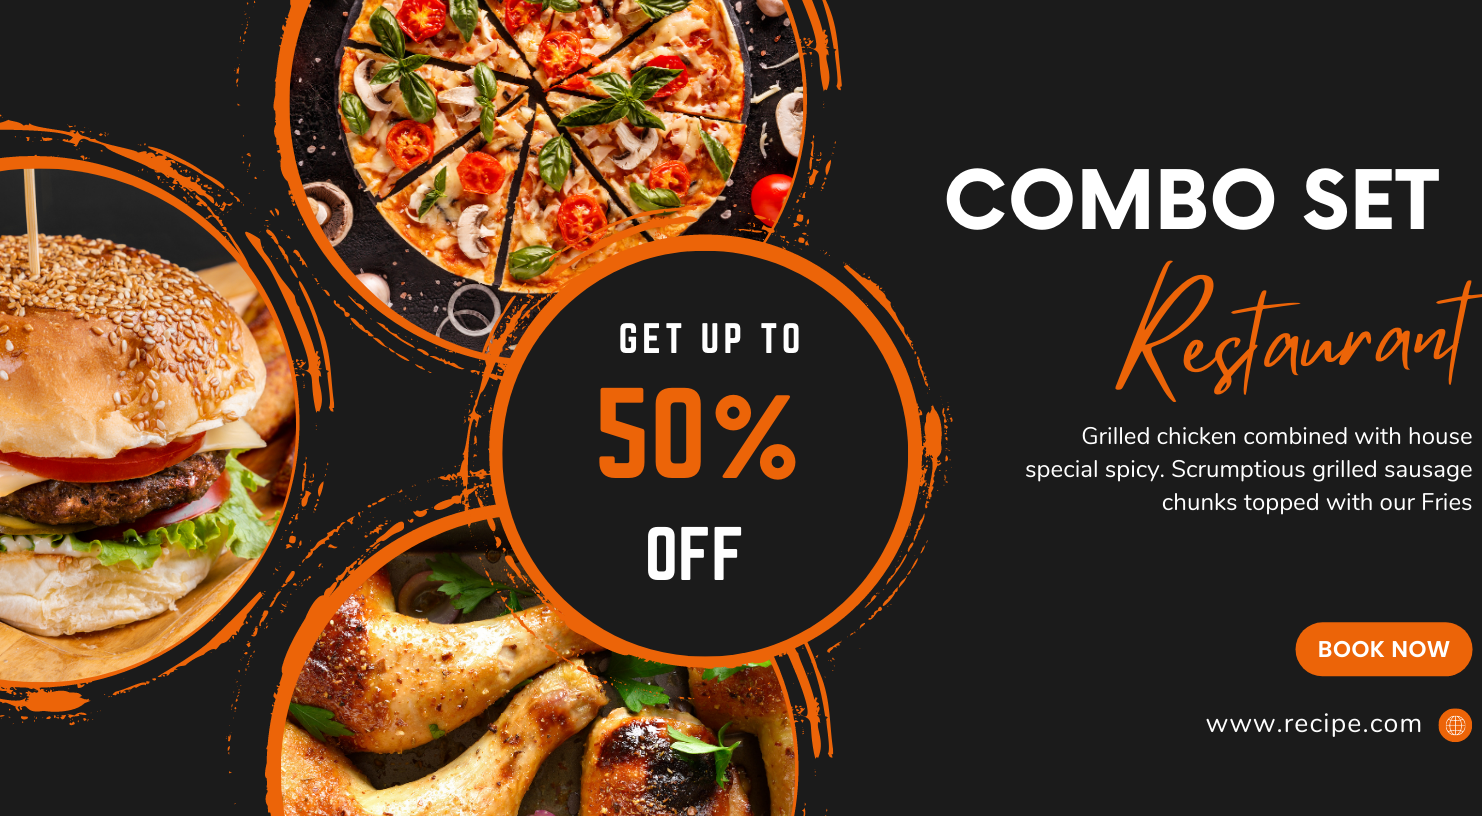 COMBO SET
Restaurant
Grilled chicken combined with house
special spicy. Scrumptious grilled sausage
chunks topped with our Fries
GET UP TO
50%
OFF
BOOK NOW
www.recipe.com